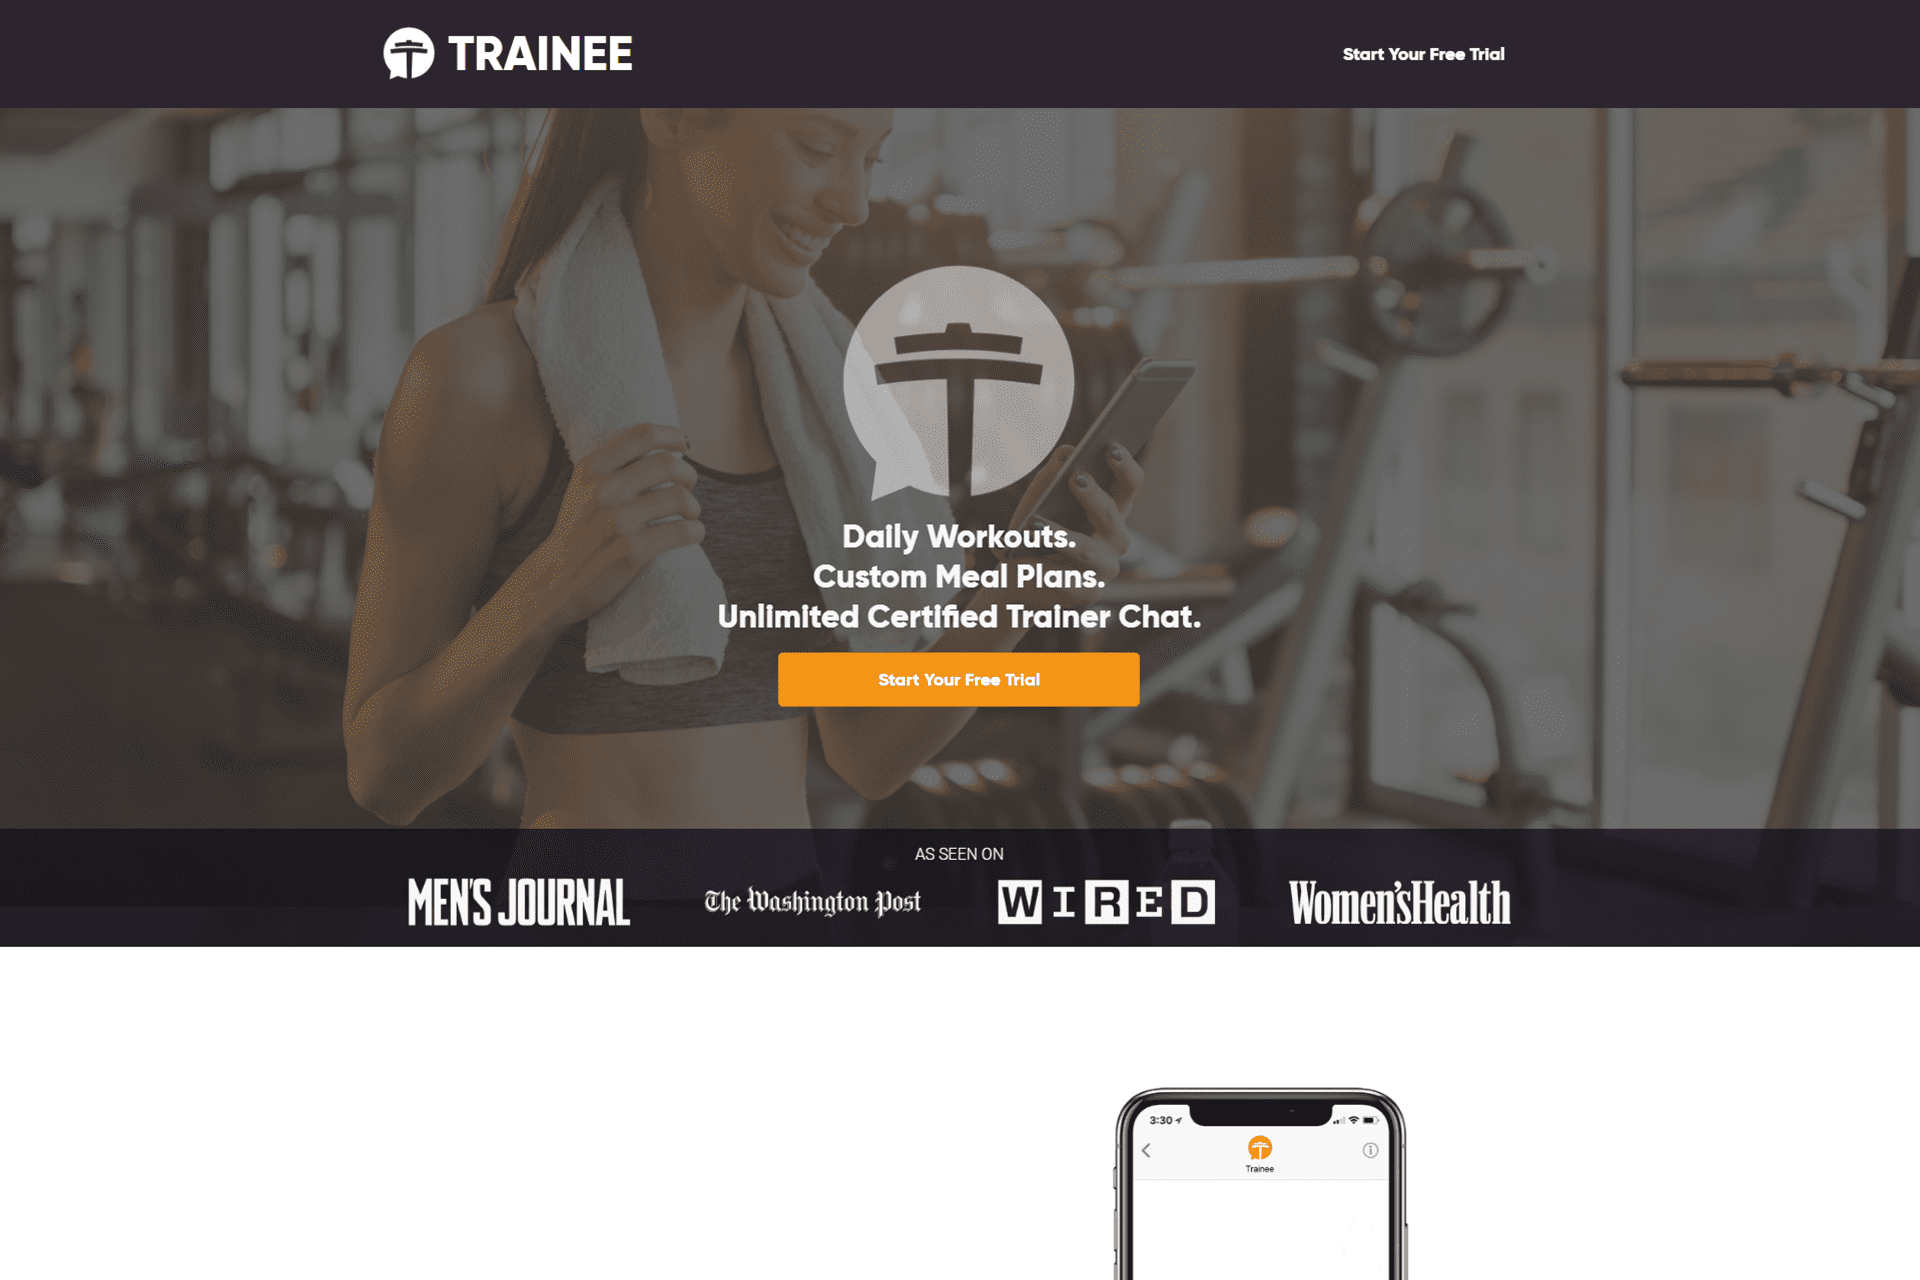 TRAINEE
Start Your Free Trial
Daily Workouts.
Custom Meal Plans.
Unlimited Certified Trainer Chat.
Start Your Free Trial
AS SEEN ON
MEN'S JOURNAL
The Washington Post
WIRED
Women'sHealth
3:30
Trainee